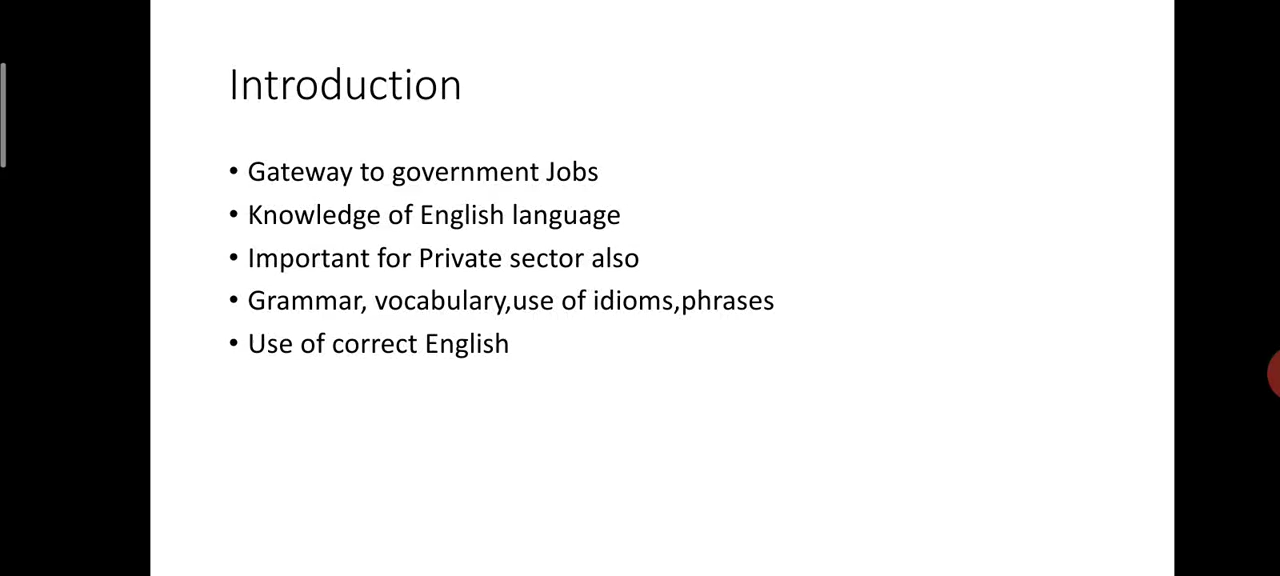 Introduction
• Gateway to government Jobs
• Knowledge of English language
• Important for Private sector also
• Grammar, vocabulary,use of idioms,phrases
• Use of correct English